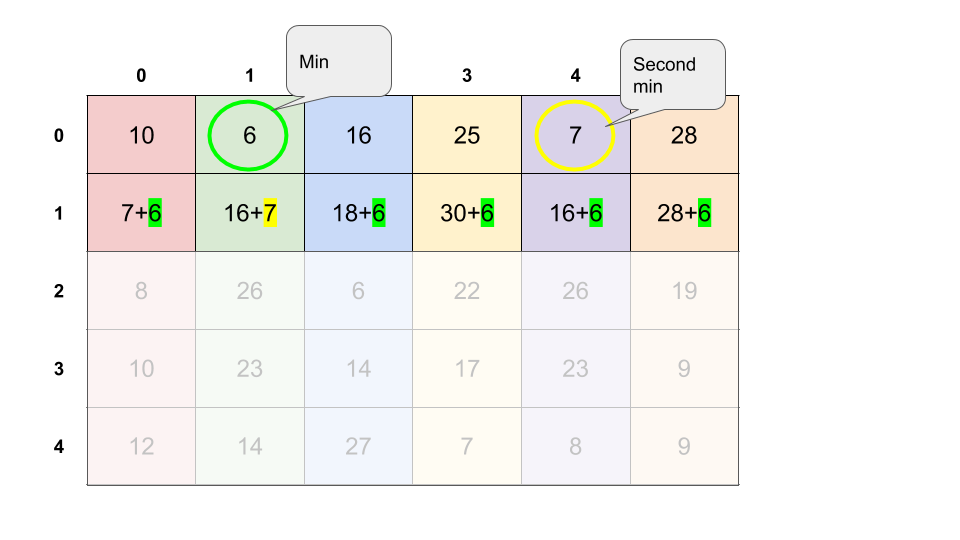 Min
Second
min
0 1 3 4
0 10 6 16 25 7 28
1 7+6 16+7 18+6 30+6 16+6 28+6
2 8 26 6 22 26 19
3 10 23 14 17 23 9
4 12 14 27 7 8 9